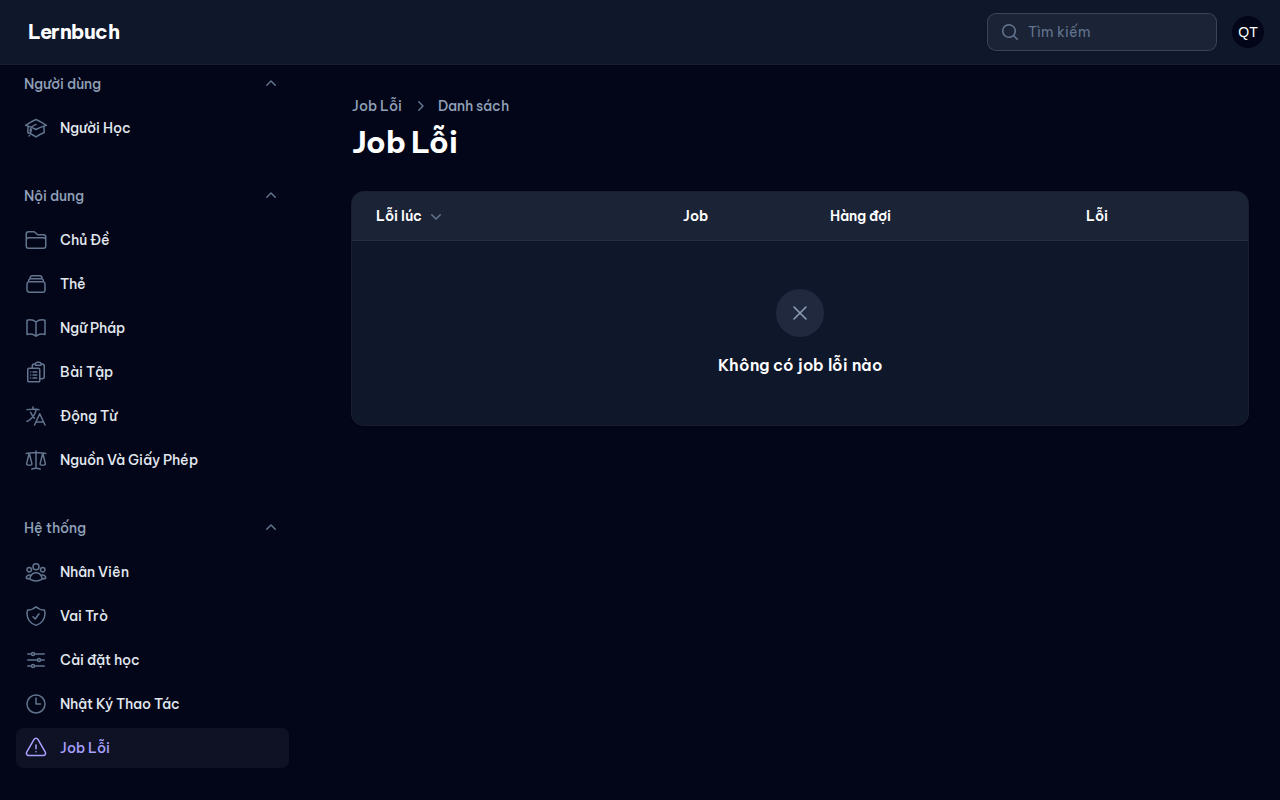 Lernbuch
Tìm kiếm
QT
Người dùng
Người Học
Nội dung
Chủ Đề
Thẻ
Ngữ Pháp
Bài Tập
Động Từ
Nguồn Và Giấy Phép
Hệ thống
Nhân Viên
Vai Trò
Cài đặt học
Nhật Ký Thao Tác
Job Lỗi
Job Lỗi
Danh sách
Job Lỗi
Lỗi lúc
Job
Hàng đợi
Lỗi
Không có job lỗi nào